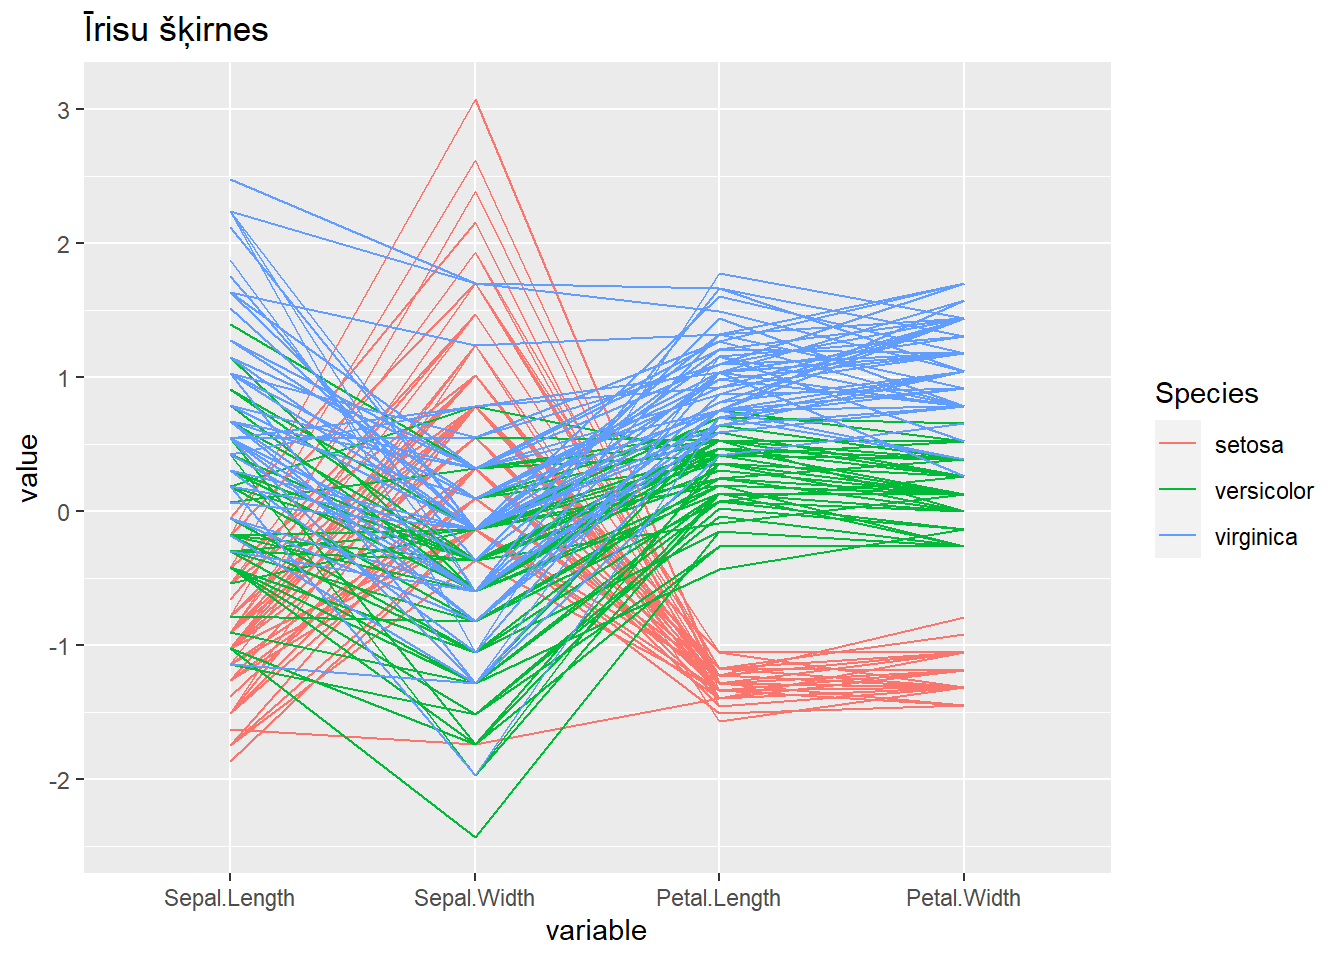 Īrisu šķirnes
value
3
2
1
0
-1
-2
Sepal.Length Sepal.Width Petal.Length Petal.Width
variable
Species
setosa
versicolor
virginica